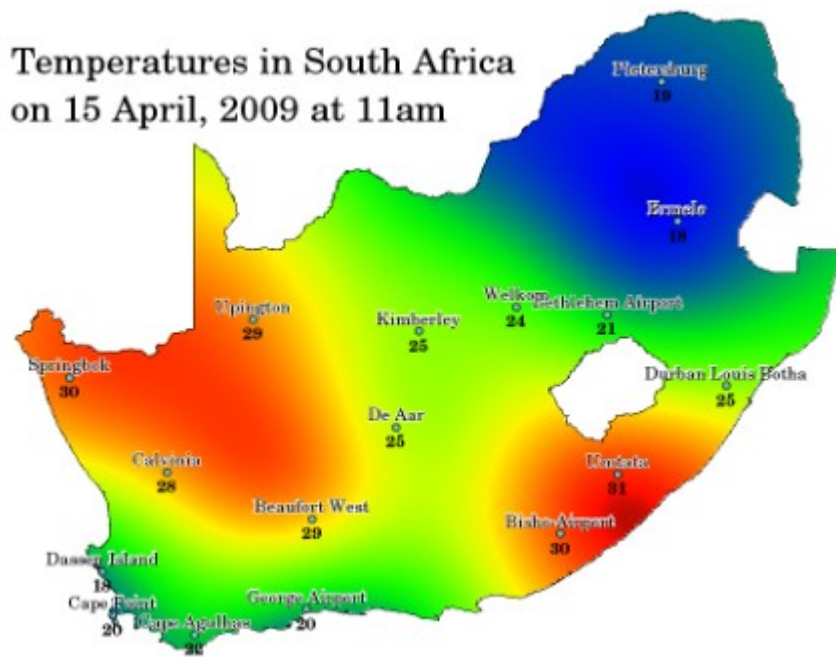 Temperatures in South Africa
on 15 April, 2009 at 11am
Pietersburg
19
Ermelo
18
Upington
29
Kimberley
25
Welkom
24
Bethlehem Airport
21
Springbok
30
Durban Louis Botha
25
De Aar
25
Calvinia
28
Umtata
31
Beaufort West
29
Bisho Airport
30
Dassen Island
18
Cape Point
20
George Airport
20
Cape Agulhas
22